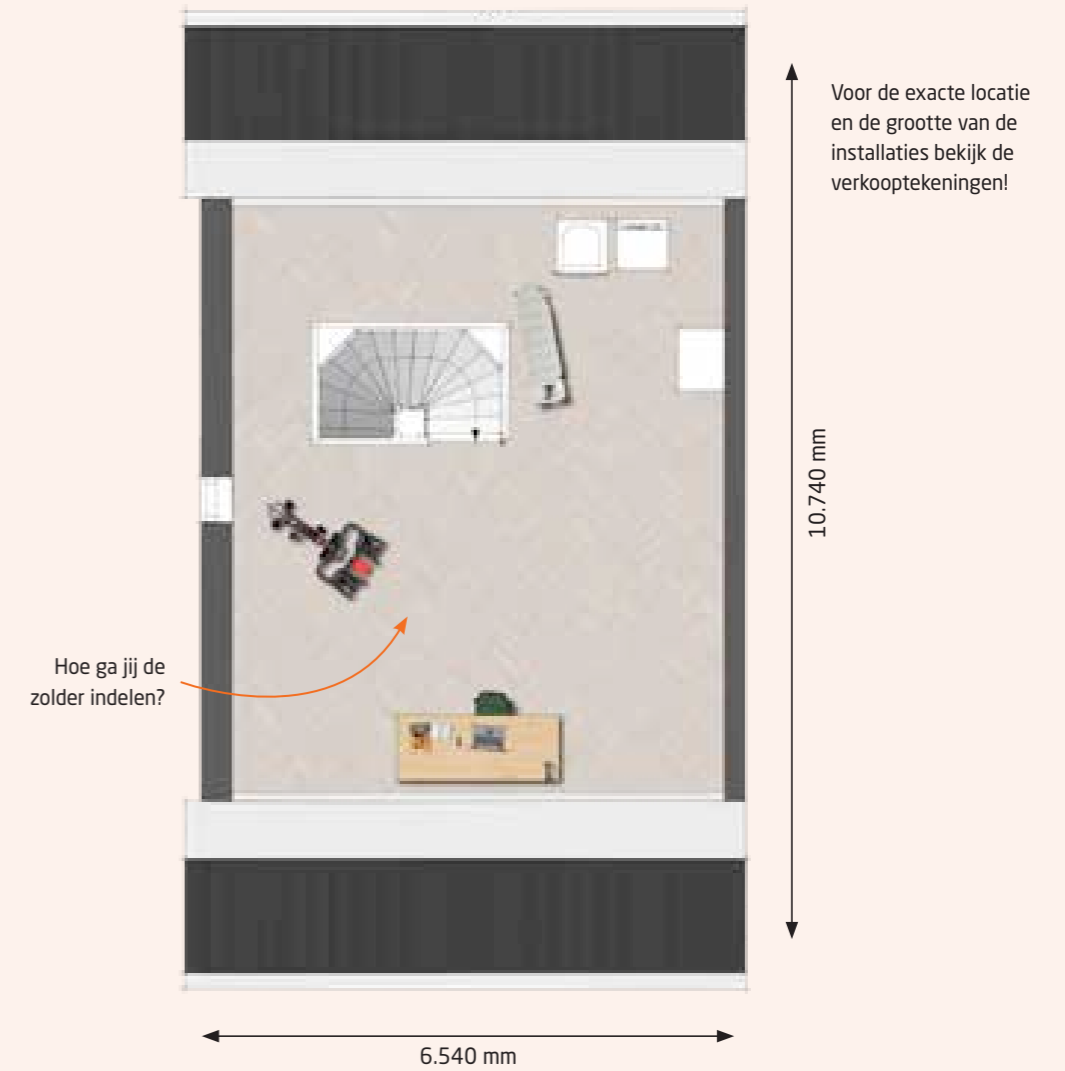 Voor de exacte locatie
en de grootte van de
installaties bekijk de
verkooptekeningen!
10.740 mm
Hoe ga jij de
zolder indelen?
6.540 mm